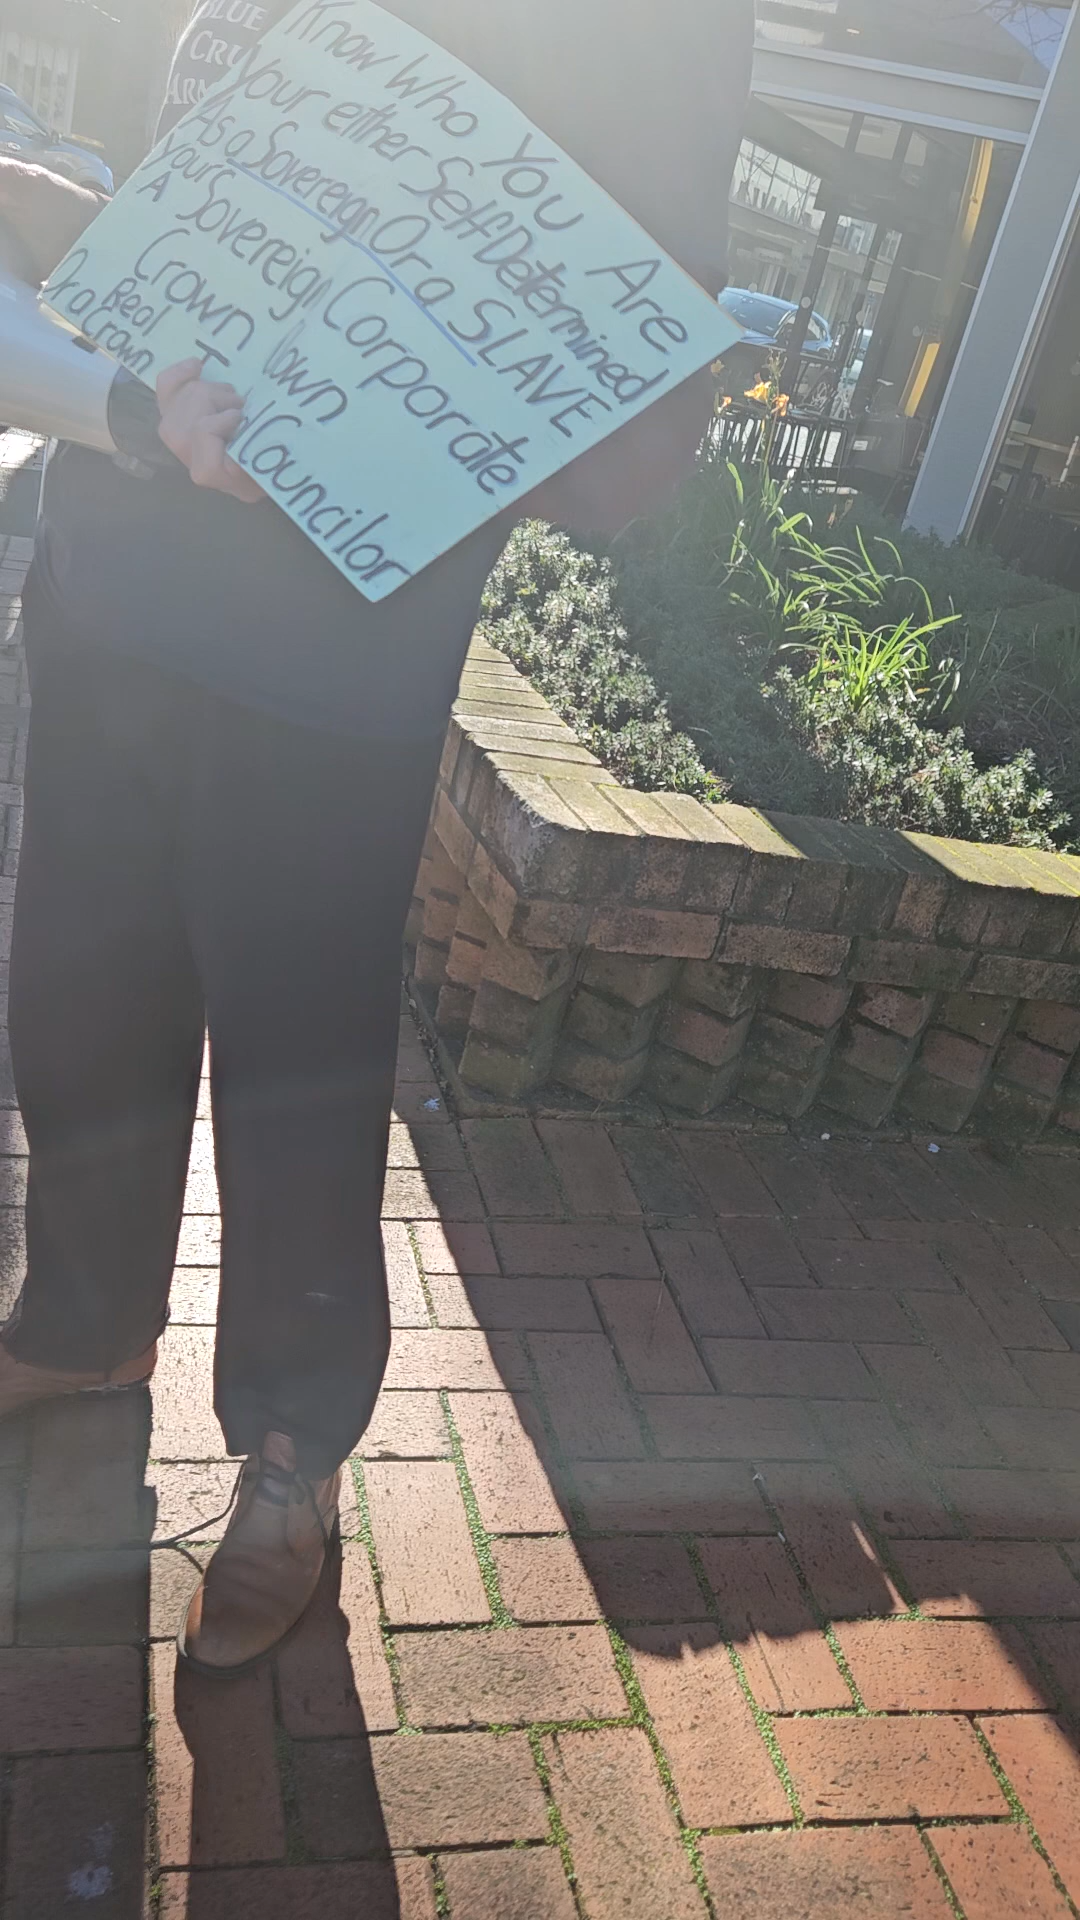 BLUE
Know Who You Are
Your either Self Determined
As a Sovereign Or a SLAVE
yours Sovereign Corporate
A Crown own
Real
Or a Crown Councilor